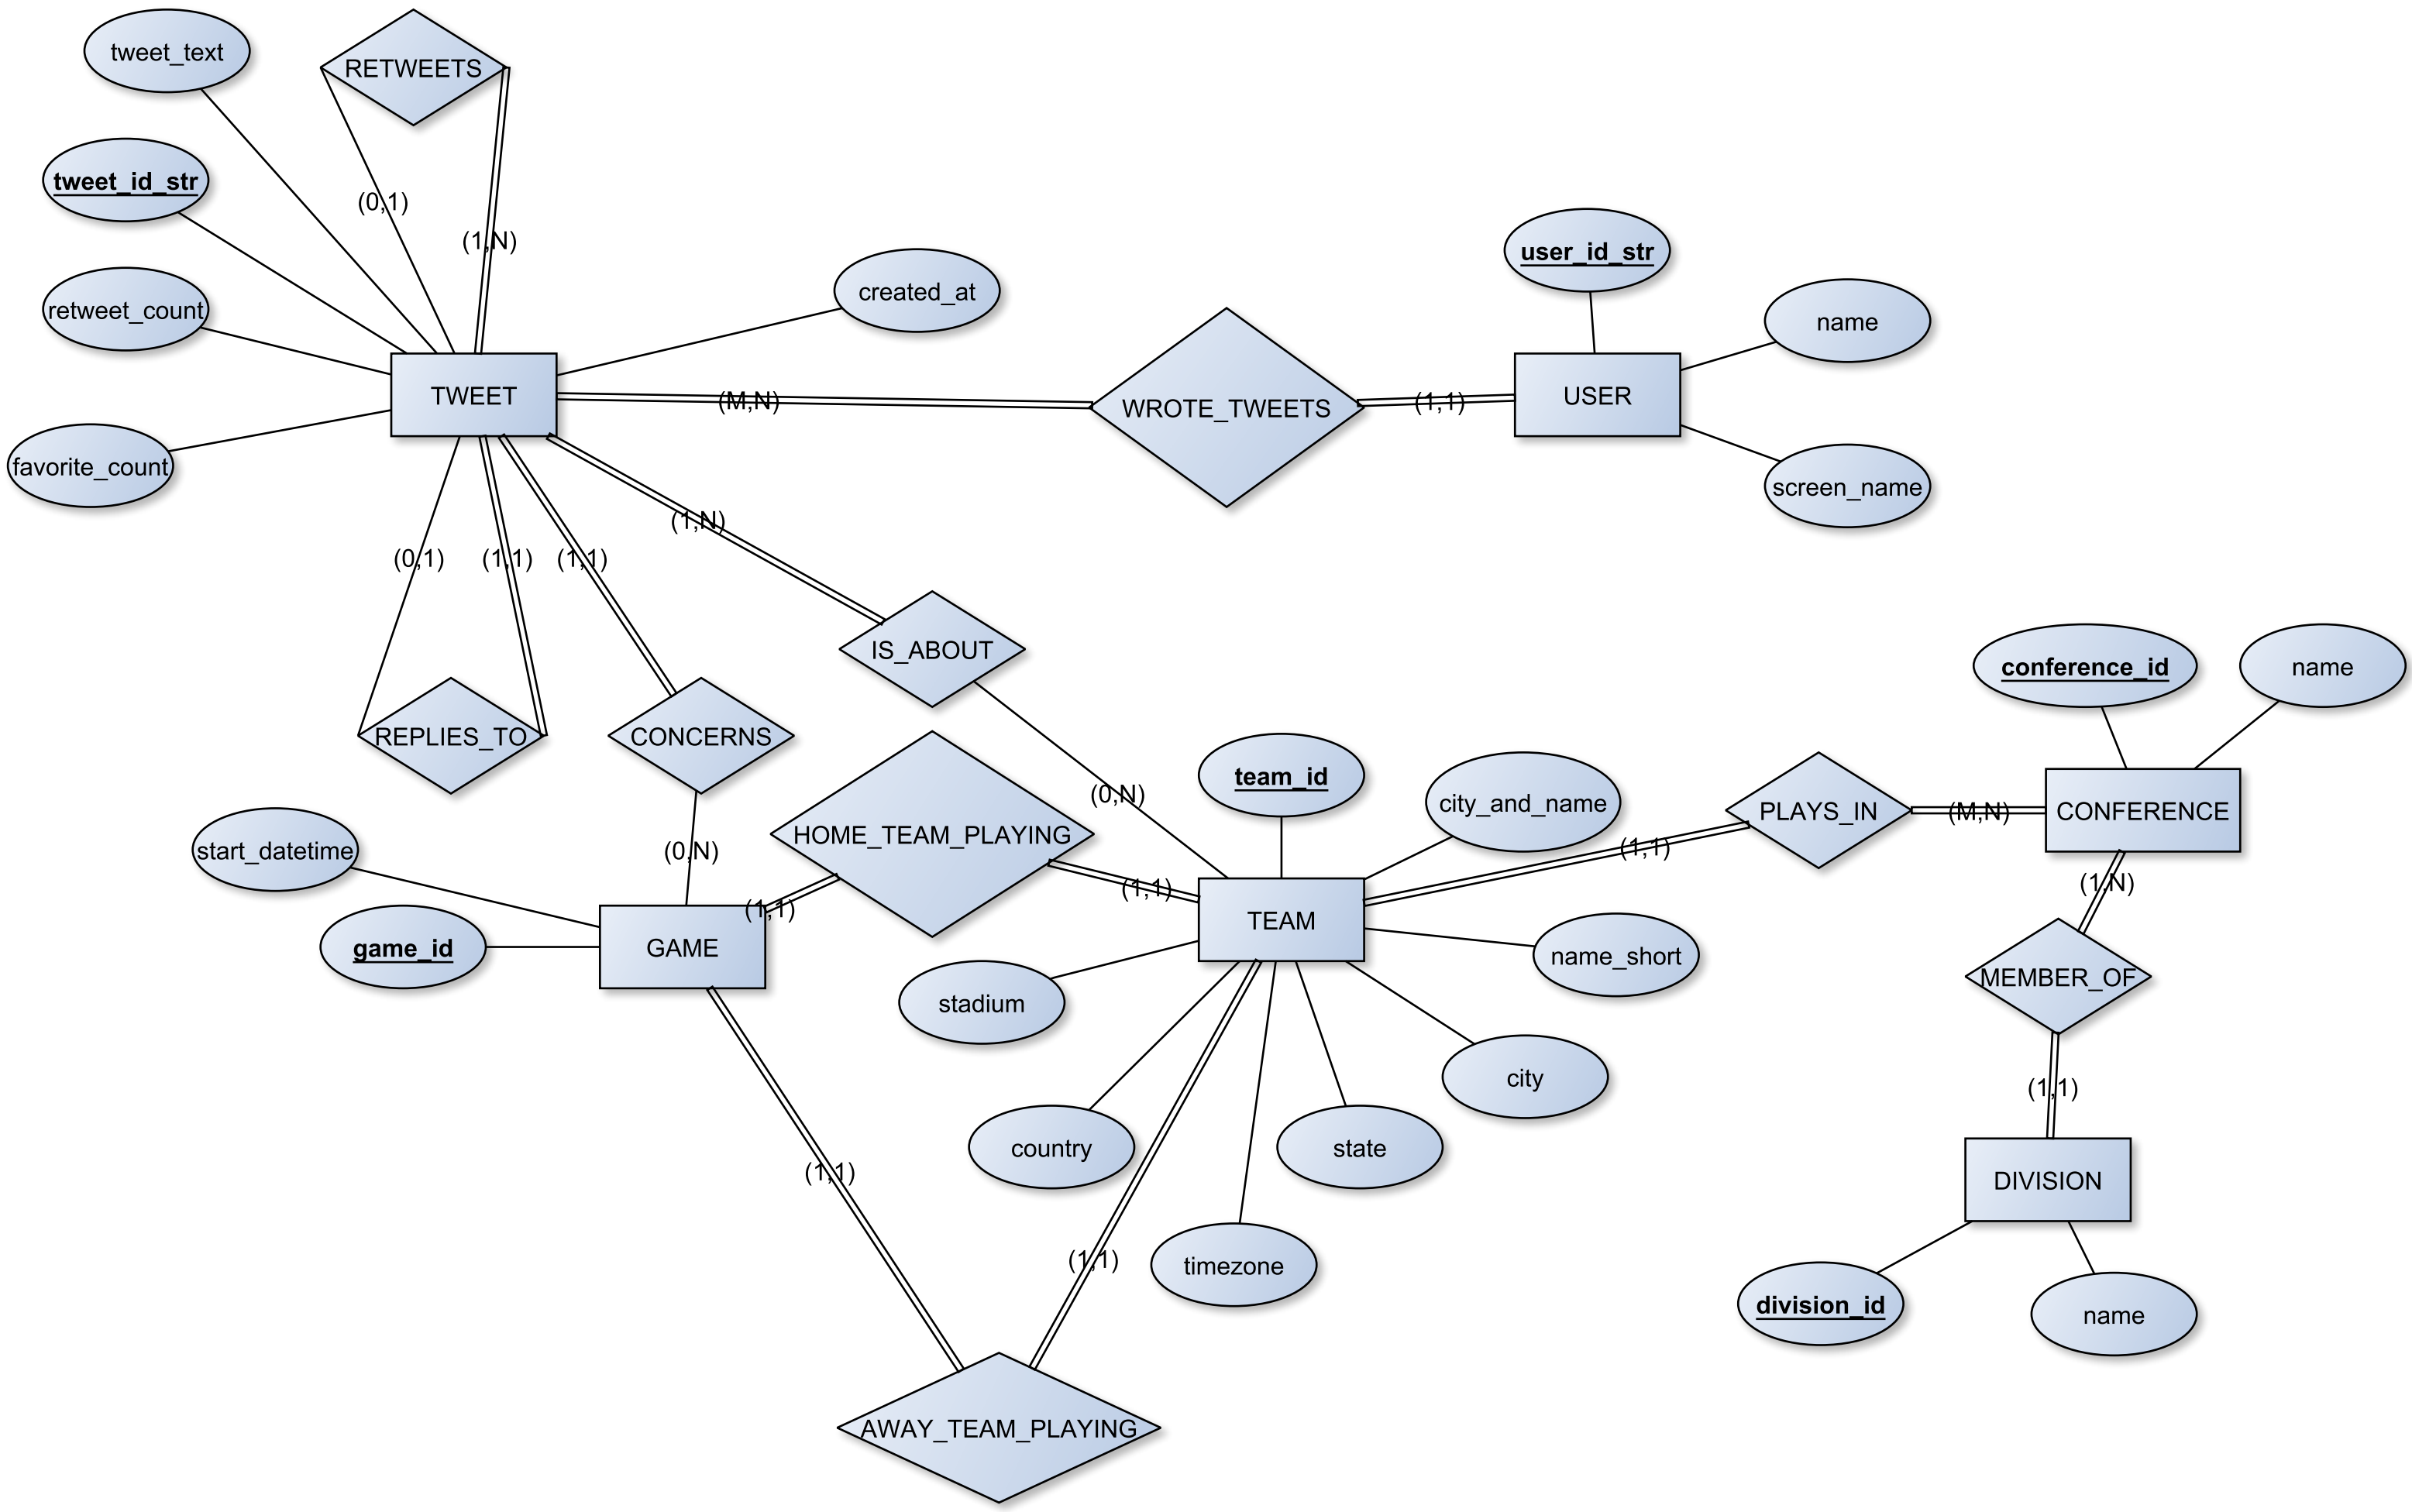 tweet_text
RETWEETS
tweet_id_str
(0,1)
(1,N)
retweet_count
created_at
user_id_str
name
TWEET
(M,N)
WROTE_TWEETS
(1,1)
USER
favorite_count
screen_name
(1,N)
(0,1)
(1,1)
(1,1)
IS_ABOUT
conference_id
name
REPLIES_TO
CONCERNS
team_id
(0,N)
city_and_name
PLAYS_IN
(M,N)
CONFERENCE
HOME_TEAM_PLAYING
start_datetime
(0,N)
(1,1)
(1,1)
(1,1)
(1,N)
game_id
GAME
TEAM
name_short
MEMBER_OF
stadium
city
(1,1)
country
state
(1,1)
DIVISION
(1,1)
timezone
division_id
name
AWAY_TEAM_PLAYING